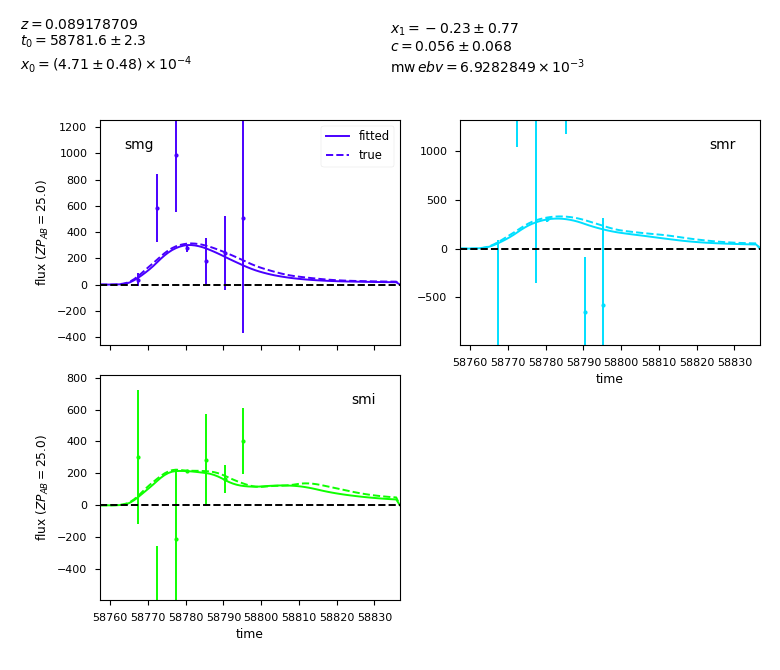 z = 0.089178709
t₀ = 58781.6 ± 2.3
x₀ = (4.71 ± 0.48) × 10⁻⁴
x₁ = −0.23 ± 0.77
c = 0.056 ± 0.068
mw ebv = 6.9282849 × 10⁻³
smg
fitted
true
1200
1000
800
600
400
200
0
−200
−400
flux (ZP_AB = 25.0)
smr
1000
500
0
−500
58760 58770 58780 58790 58800 58810 58820 58830
time
smi
800
600
400
200
0
−200
−400
flux (ZP_AB = 25.0)
58760 58770 58780 58790 58800 58810 58820 58830
time